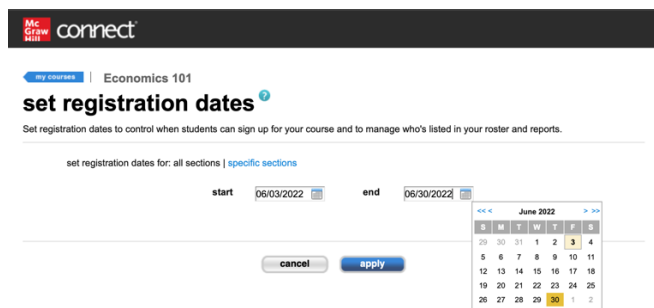 Mc
Graw
Hill
connect
my courses | Economics 101
set registration dates ?
Set registration dates to control when students can sign up for your course and to manage who's listed in your roster and reports.
set registration dates for: all sections | specific sections
start 06/03/2022 end 06/30/2022
<< < June 2022 > >>
S M T W T F S
29 30 31 1 2 3 4
5 6 7 8 9 10 11
12 13 14 15 16 17 18
19 20 21 22 23 24 25
26 27 28 29 30 1 2
cancel apply